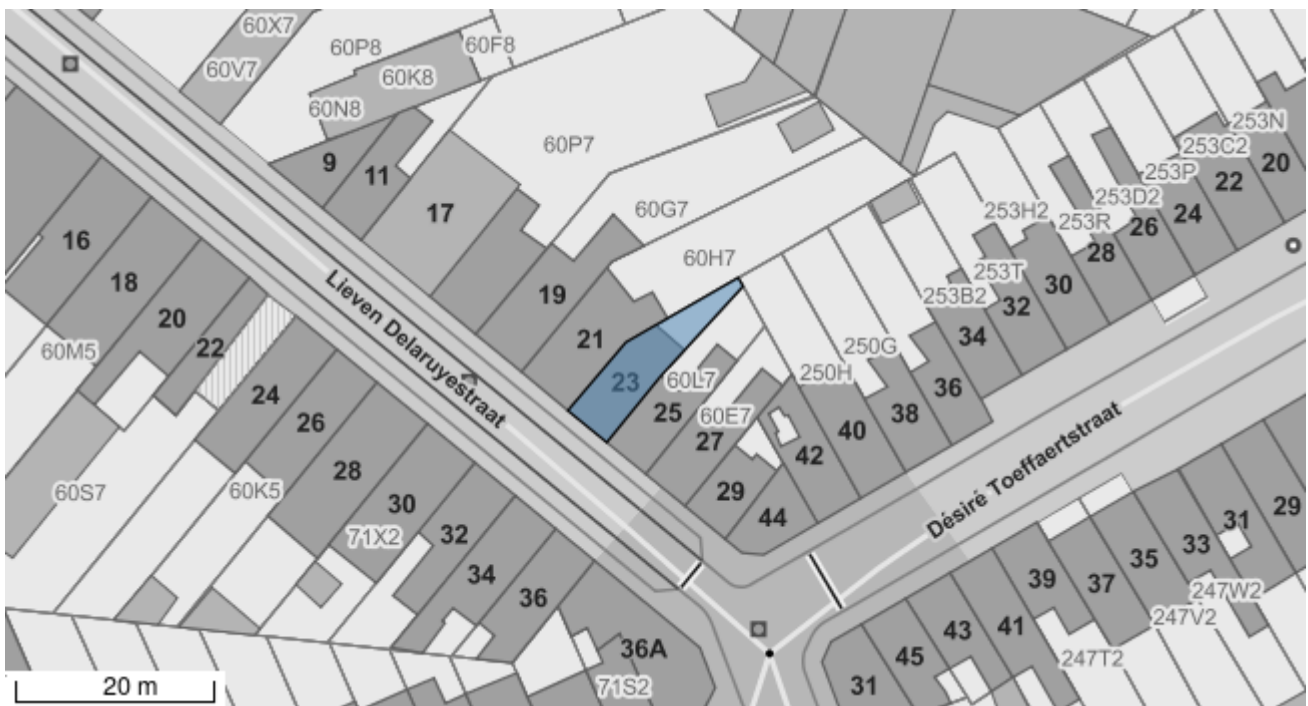 60X7
60P8
60F8
60V7
60K8
60N8
253N
253C2
60P7
9
253P
20
11
22
253D2
60G7
253H2
24
17
253R
26
16
28
60H7
253T
18
19
30
253B2
32
Lieven Delaruyestraat
20
21
34
250G
60M5
22
250H
23
60L7
36
24
25
60E7
38
26
27
40
Désiré Toeffaertstraat
42
28
60S7
60K5
29
31
29
30
44
33
71X2
32
35
39
37
34
247W2
36
247V2
43
41
36A
45
247T2
20 m
71S2
31